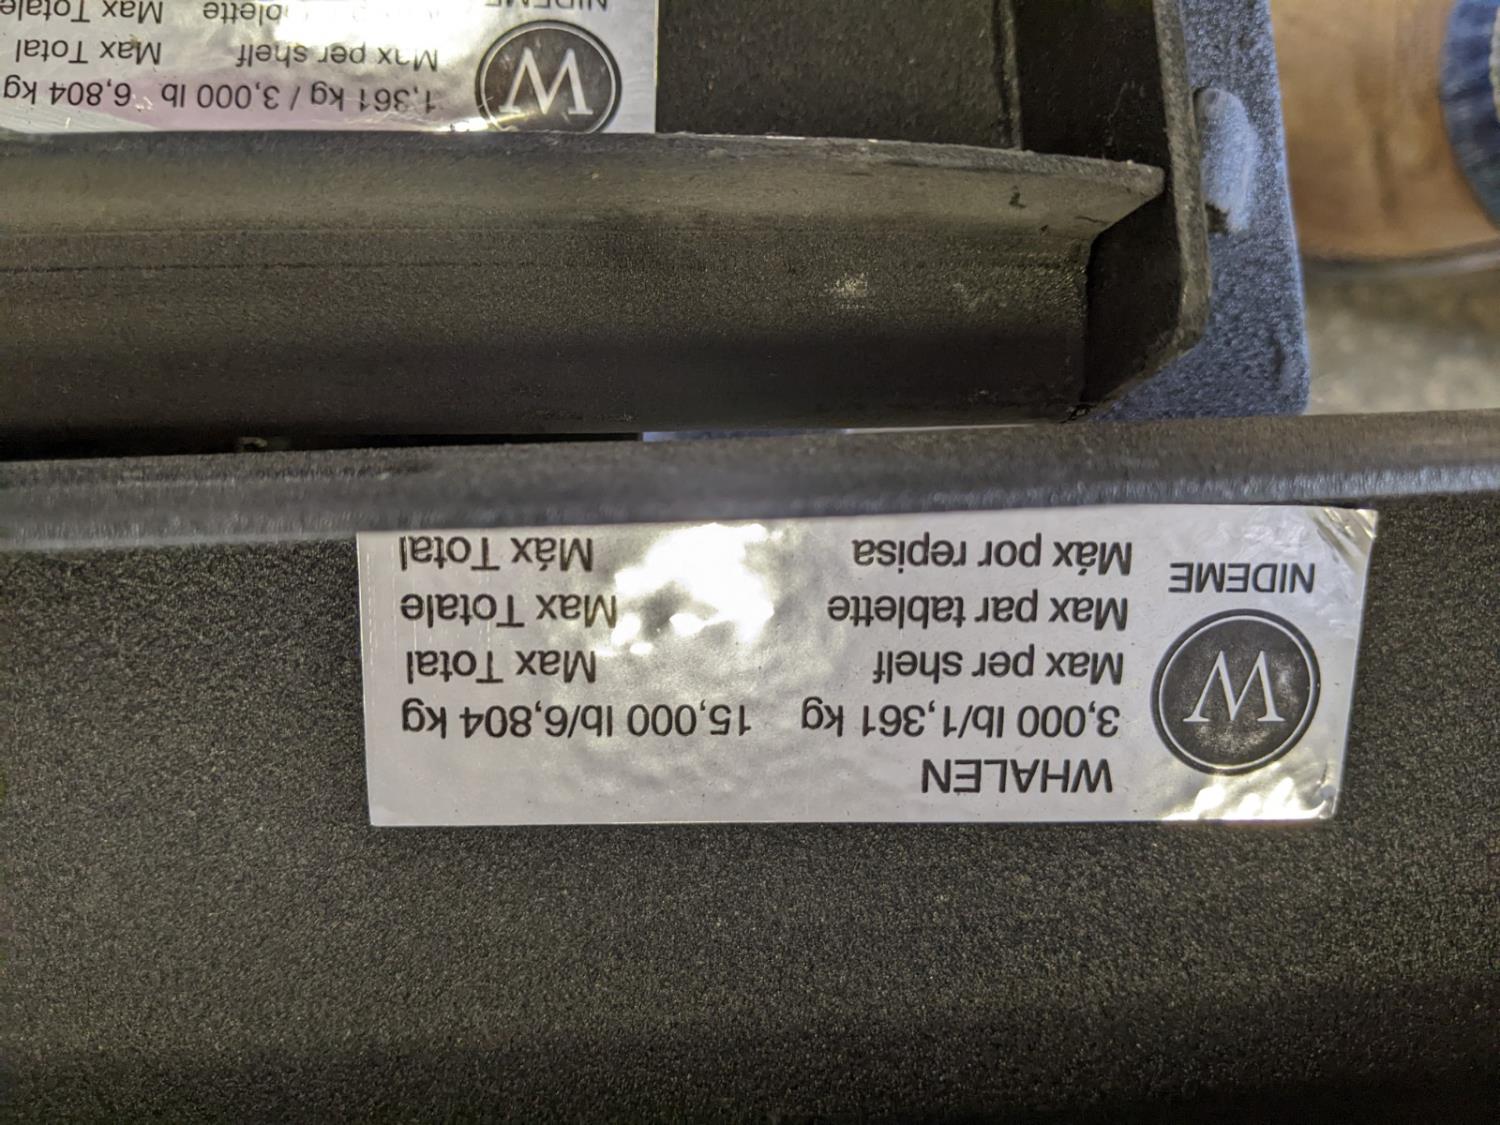 WHALEN
3,000 lb/1,361 kg 15,000 lb/6,804 kg
Max per shelf Max Total
Max par tablette Max Totale
Máx por repisa Máx Total
W
NIDEME
W
1,361 kg / 3,000 lb 6,804 kg
Max per shelf Max Total
Max Totale
NIDEME